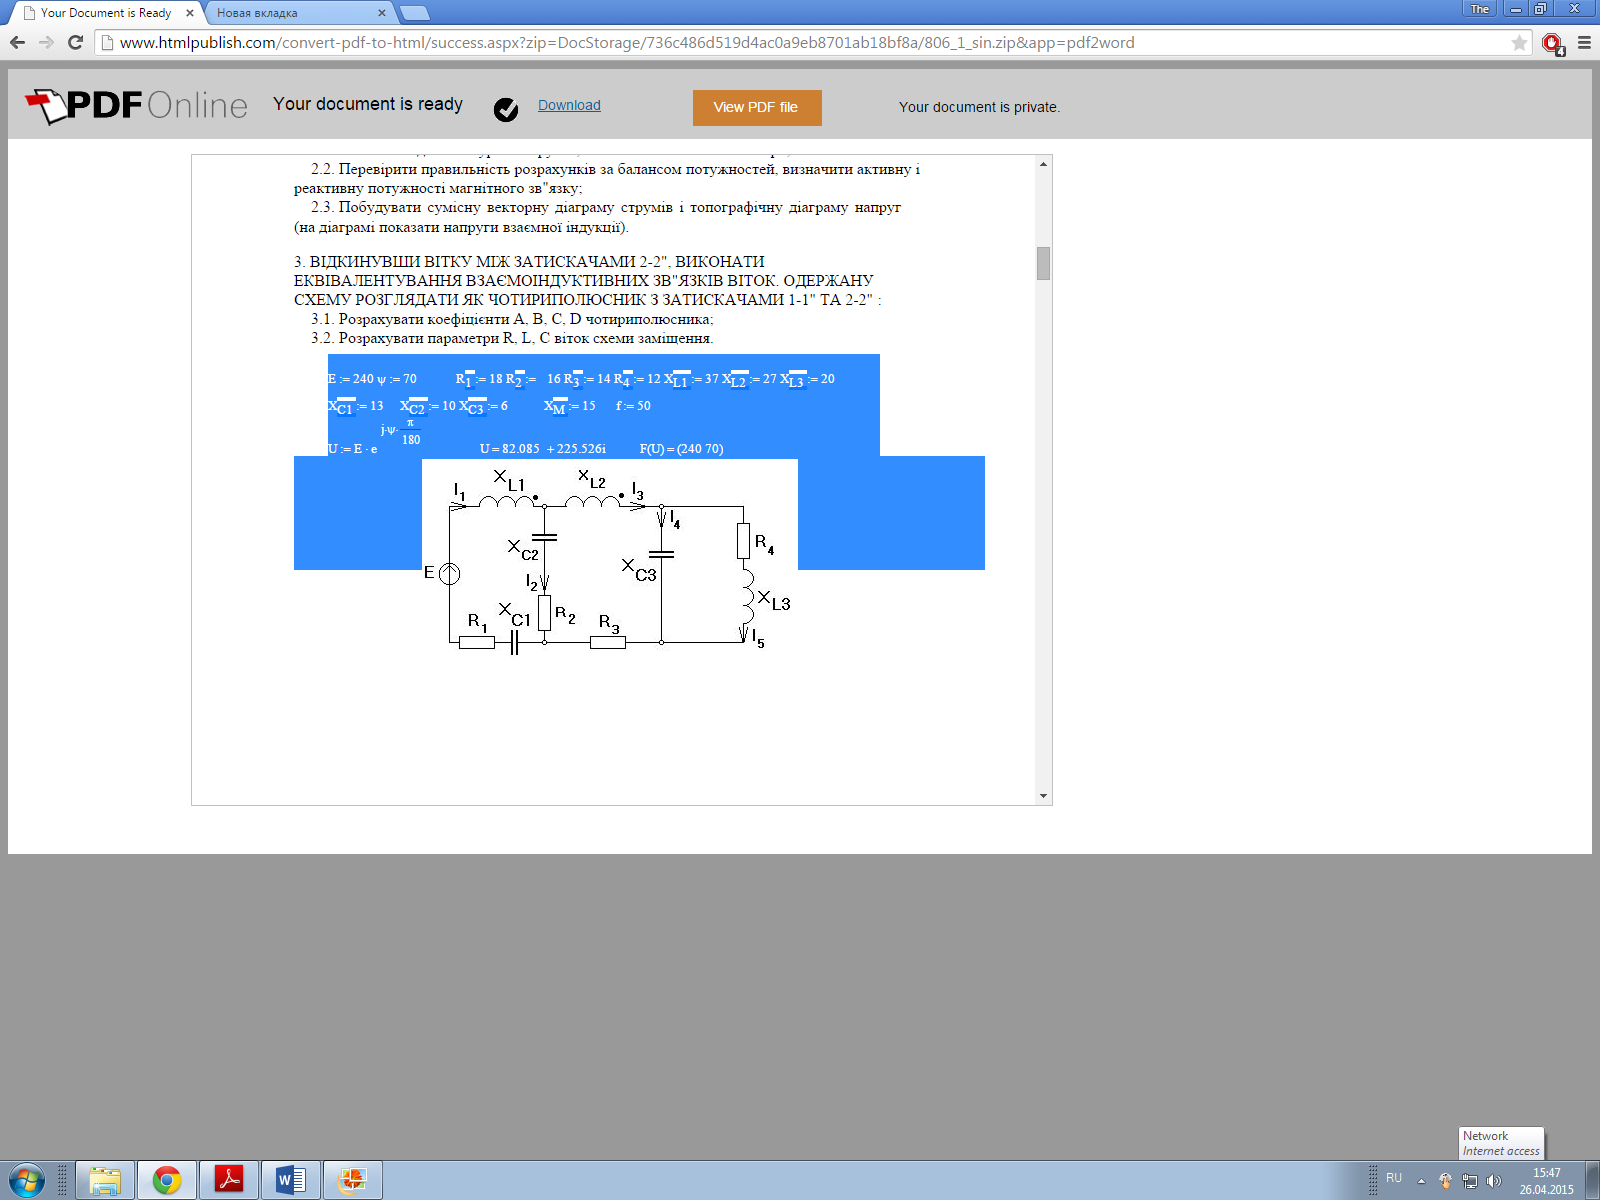 Your Document is Ready
Новая вкладка
The
www.htmlpublish.com/convert-pdf-to-html/success.aspx?zip=DocStorage/736c486d519d4ac0a9eb8701ab18bf8a/806_1_sin.zip&app=pdf2word
4
PDF Online
Your document is ready
Download
View PDF file
Your document is private.
2.2. Перевірити правильність розрахунків за балансом потужностей, визначити активну і
реактивну потужності магнітного зв"язку;
2.3. Побудувати сумісну векторну діаграму струмів і топографічну діаграму напруг
(на діаграмі показати напруги взаємної індукції).
3. ВІДКИНУВШИ ВІТКУ МІЖ ЗАТИСКАЧАМИ 2-2", ВИКОНАТИ
ЕКВІВАЛЕНТУВАННЯ ВЗАЄМОІНДУКТИВНИХ ЗВ"ЯЗКІВ ВІТОК. ОДЕРЖАНУ
СХЕМУ РОЗГЛЯДАТИ ЯК ЧОТИРИПОЛЮСНИК З ЗАТИСКАЧАМИ 1-1" ТА 2-2" :
3.1. Розрахувати коефіцієнти A, B, C, D чотириполюсника;
3.2. Розрахувати параметри R, L, C віток схеми заміщення.
E := 240 ψ := 70 R1 := 18 R2 := 16 R3 := 14 R4 := 12 XL1 := 37 XL2 := 27 XL3 := 20
XC1 := 13 XC2 := 10 XC3 := 6 XM := 15 f := 50
j·ψ· π
180
U := E · e U = 82.085 + 225.526i F(U) = (240 70)
I1 XL1 XL2 I3
I4
XC2 R4
E I2 XC3
XL3
R1 XC1 R2 R3
I5
Network
Internet access
RU
15:47
26.04.2015